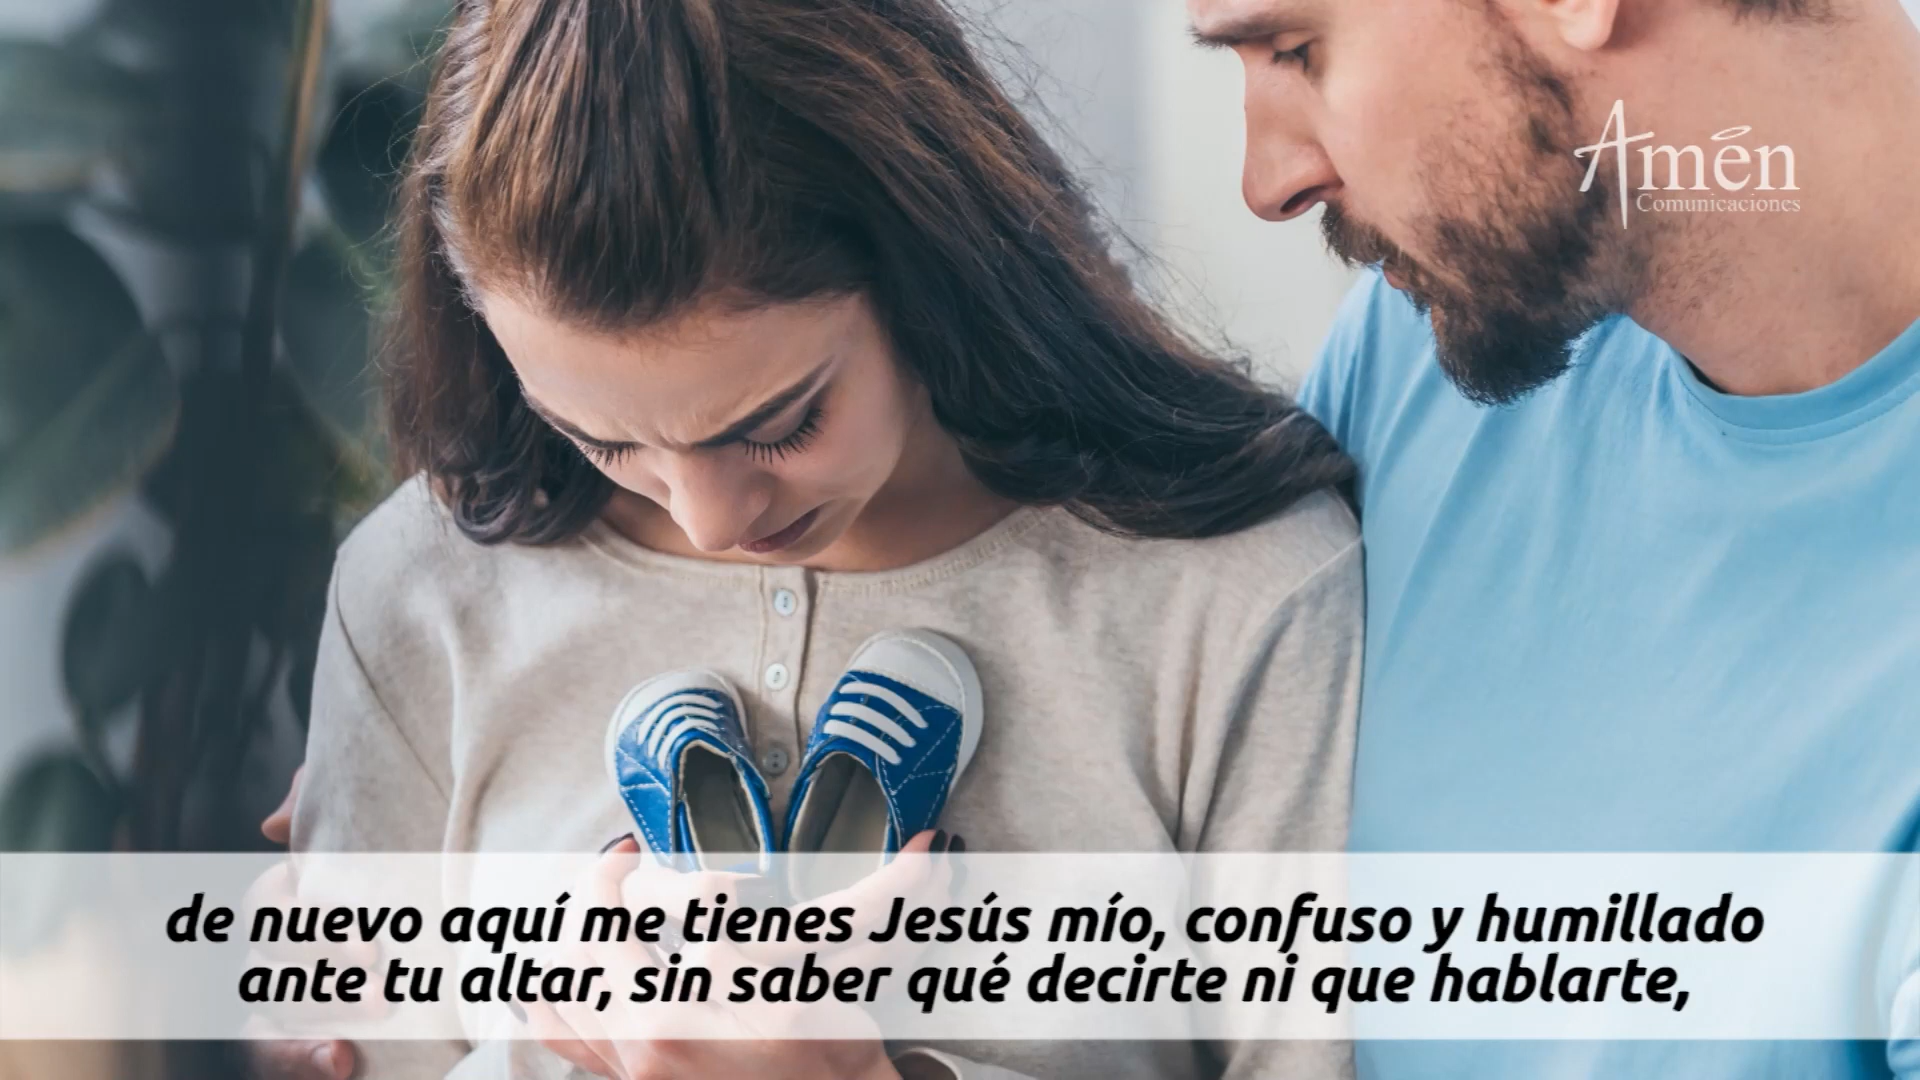 Amén
Comunicaciones
de nuevo aquí me tienes Jesús mío, confuso y humillado
ante tu altar, sin saber qué decirte ni que hablarte,